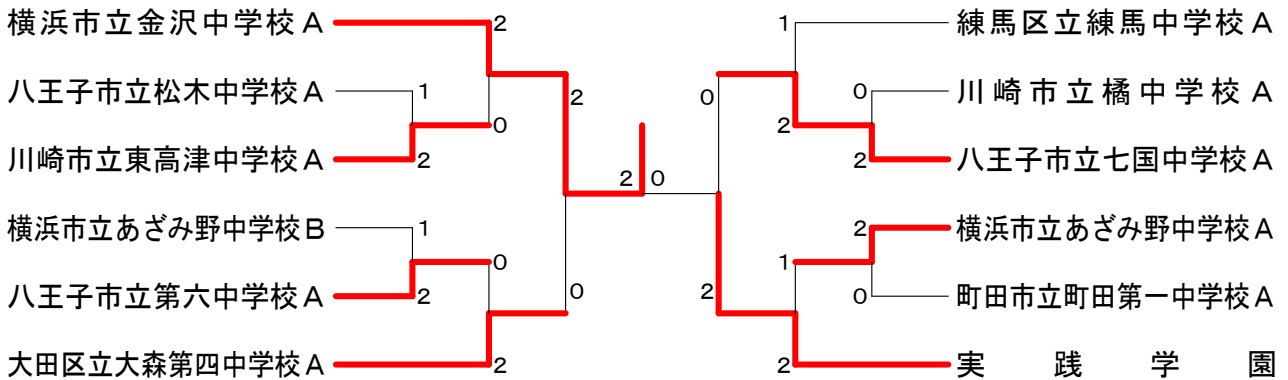 横浜市立金沢中学校A
2
1
練馬区立練馬中学校A
八王子市立松木中学校A
1
2
0
0
川崎市立橘中学校A
0
2
川崎市立東高津中学校A
2
2
八王子市立七国中学校A
2 0
横浜市立あざみ野中学校B
1
2
横浜市立あざみ野中学校A
0
1
八王子市立第六中学校A
2
0
2
0
町田市立町田第一中学校A
大田区立大森第四中学校A
2
2
実践学園